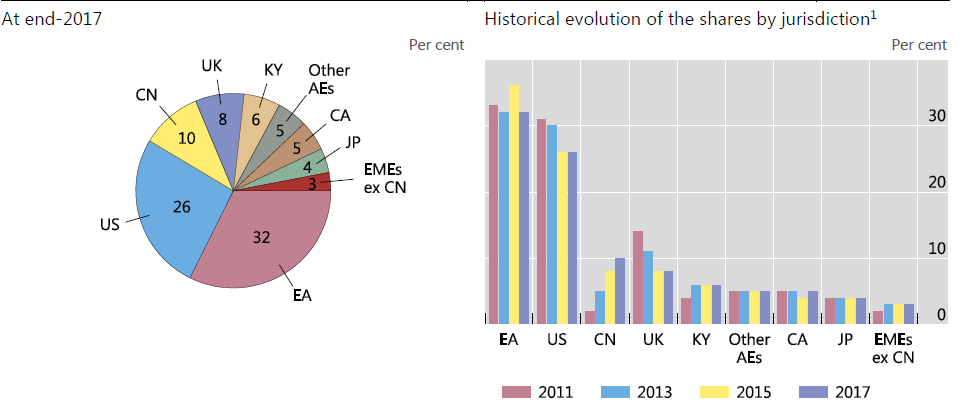 At end-2017
Per cent
UK
KY
Other
AEs
CN
CA
JP
EMEs
ex CN
US
EA
8
6
5
10
5
4
3
26
32
Historical evolution of the shares by jurisdiction1
Per cent
30
20
10
0
EA US CN UK KY Other AEs CA JP EMEs ex CN
2011 2013 2015 2017